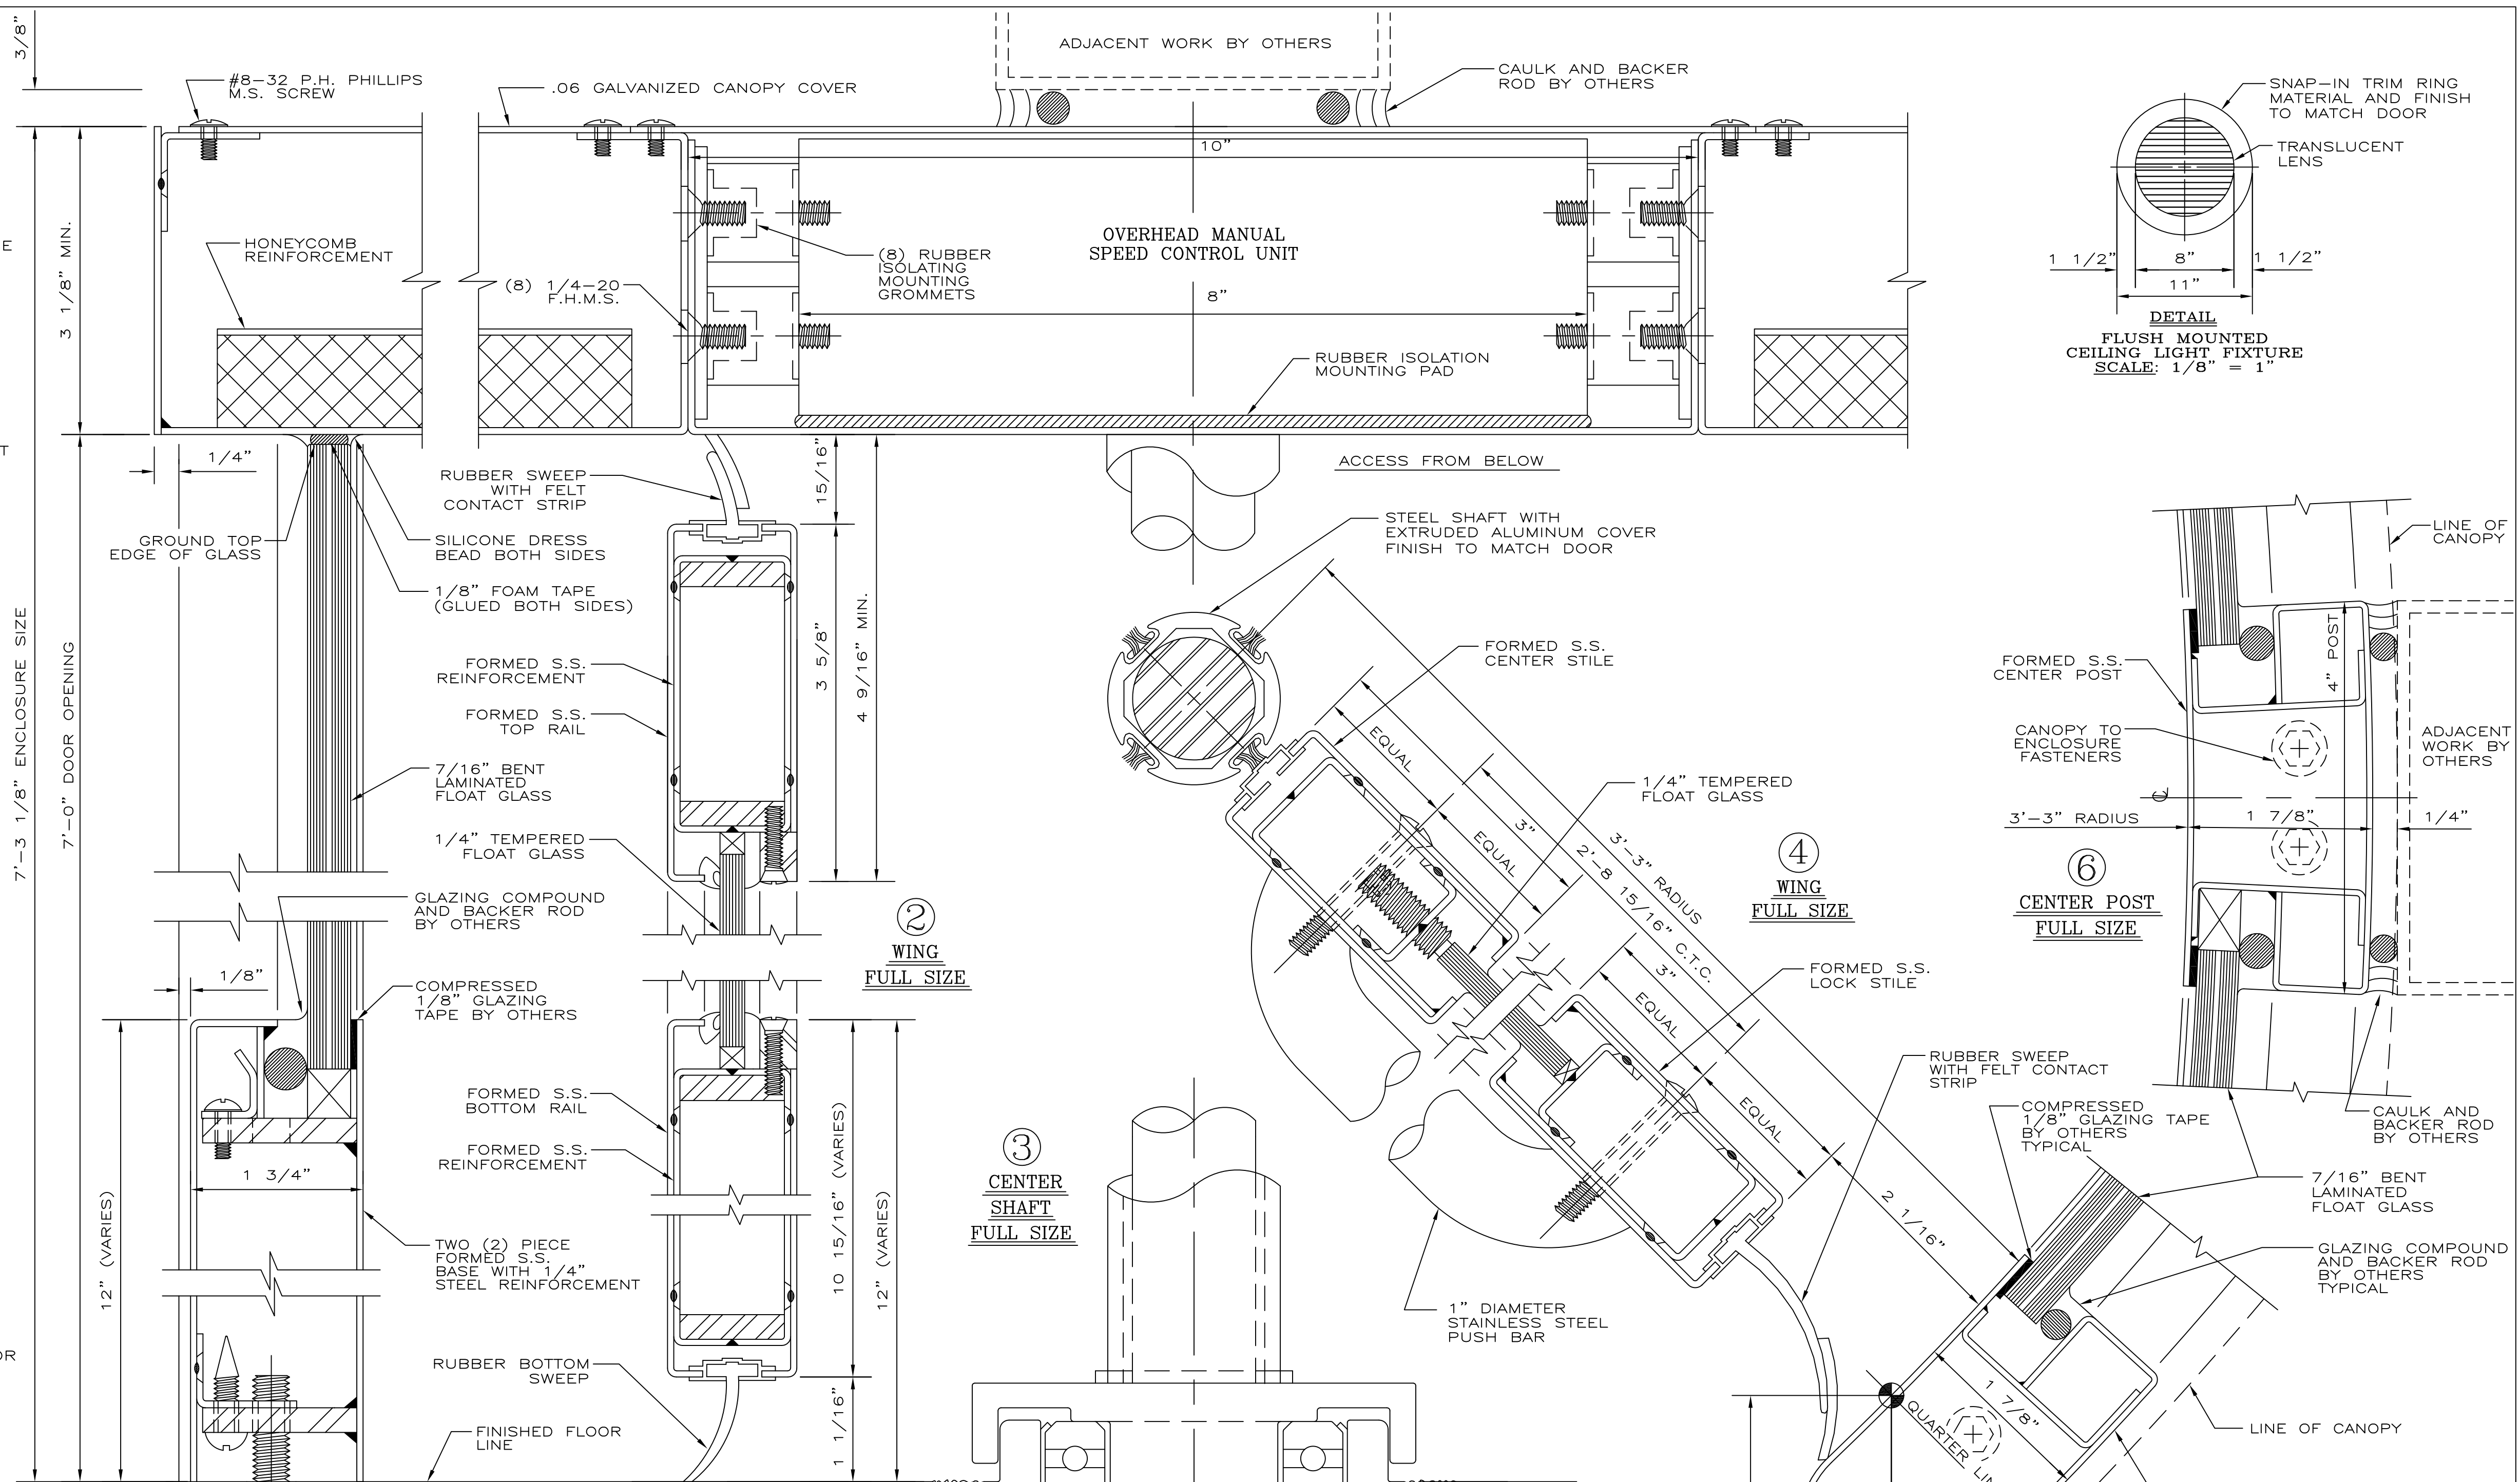 3/8"
#8-32 P.H. PHILLIPS
M.S. SCREW
.06 GALVANIZED CANOPY COVER
ADJACENT WORK BY OTHERS
CAULK AND BACKER
ROD BY OTHERS
SNAP-IN TRIM RING
MATERIAL AND FINISH
TO MATCH DOOR
TRANSLUCENT
LENS
1 1/2"
8"
1 1/2"
11"
DETAIL
FLUSH MOUNTED
CEILING LIGHT FIXTURE
SCALE: 1/8" = 1"
E
3 1/8" MIN.
HONEYCOMB
REINFORCEMENT
(8) 1/4-20
F.H.M.S.
10"
(8) RUBBER
ISOLATING
MOUNTING
GROMMETS
OVERHEAD MANUAL
SPEED CONTROL UNIT
8"
RUBBER ISOLATION
MOUNTING PAD
T
1/4"
RUBBER SWEEP
WITH FELT
CONTACT STRIP
15/16"
ACCESS FROM BELOW
GROUND TOP
EDGE OF GLASS
SILICONE DRESS
BEAD BOTH SIDES
1/8" FOAM TAPE
(GLUED BOTH SIDES)
STEEL SHAFT WITH
EXTRUDED ALUMINUM COVER
FINISH TO MATCH DOOR
7'-3 1/8" ENCLOSURE SIZE
7'-0" DOOR OPENING
FORMED S.S.
REINFORCEMENT
FORMED S.S.
TOP RAIL
3 5/8"
4 9/16" MIN.
7/16" BENT
LAMINATED
FLOAT GLASS
1/4" TEMPERED
FLOAT GLASS
GLAZING COMPOUND
AND BACKER ROD
BY OTHERS
2
WING
FULL SIZE
1/8"
COMPRESSED
1/8" GLAZING
TAPE BY OTHERS
FORMED S.S.
BOTTOM RAIL
FORMED S.S.
REINFORCEMENT
1 3/4"
12" (VARIES)
TWO (2) PIECE
FORMED S.S.
BASE WITH 1/4"
STEEL REINFORCEMENT
10 15/16" (VARIES)
12" (VARIES)
OR
RUBBER BOTTOM
SWEEP
1 1/16"
FINISHED FLOOR
LINE
3
CENTER
SHAFT
FULL SIZE
FORMED S.S.
CENTER STILE
EQUAL
EQUAL
3"
1/4" TEMPERED
FLOAT GLASS
3'-3" RADIUS
2'-8 15/16" C.T.C.
4
WING
FULL SIZE
3"
EQUAL
EQUAL
FORMED S.S.
LOCK STILE
2 1/16"
1" DIAMETER
STAINLESS STEEL
PUSH BAR
RUBBER SWEEP
WITH FELT CONTACT
STRIP
COMPRESSED
1/8" GLAZING TAPE
BY OTHERS
TYPICAL
LINE OF
CANOPY
FORMED S.S.
CENTER POST
4" POST
CANOPY TO
ENCLOSURE
FASTENERS
ADJACENT
WORK BY
OTHERS
3'-3" RADIUS
1 7/8"
1/4"
6
CENTER POST
FULL SIZE
CAULK AND
BACKER ROD
BY OTHERS
7/16" BENT
LAMINATED
FLOAT GLASS
GLAZING COMPOUND
AND BACKER ROD
BY OTHERS
TYPICAL
1 7/8"
QUARTER
LINE OF CANOPY